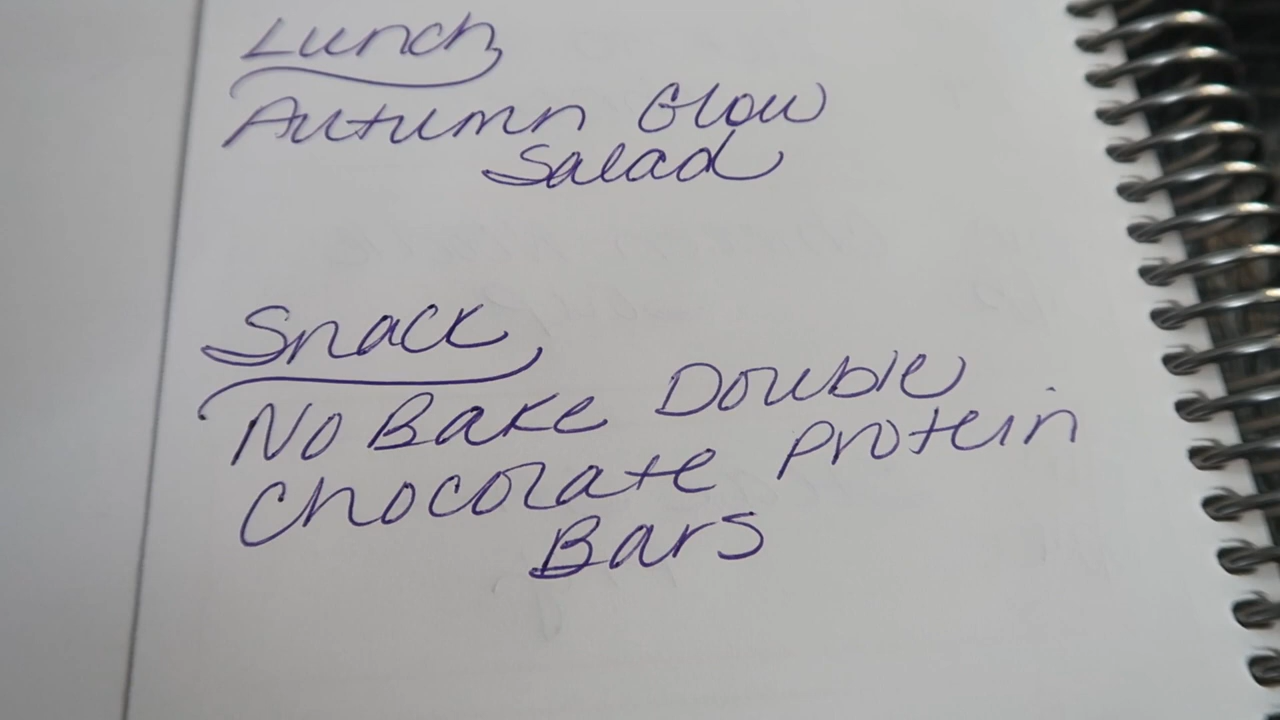 Lunch
Autumn Glow
Salad
Snack
No Bake Double
Chocolate Protein
Bars